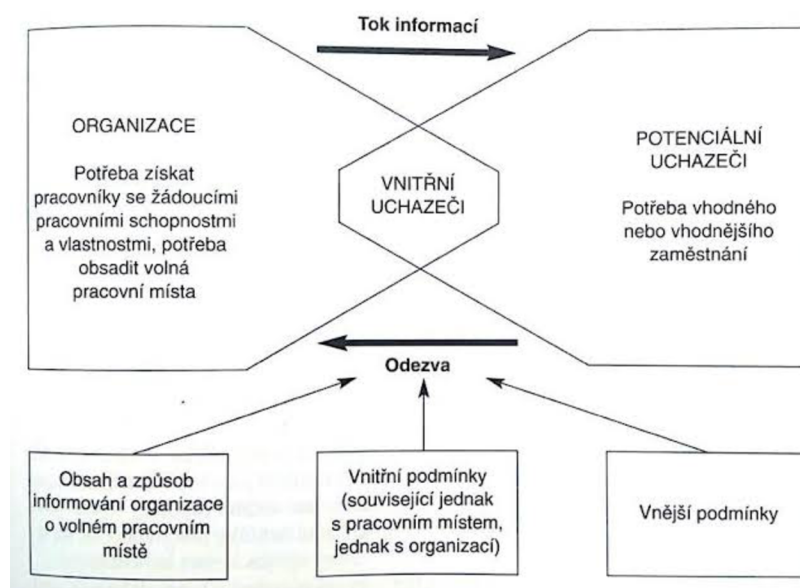 Tok informací
ORGANIZACE
Potřeba získat
pracovníky se žádoucími
pracovními schopnostmi
a vlastnostmi, potřeba
obsadit volná
pracovní místa
VNITŘNÍ
UCHAZEČI
POTENCIÁLNÍ
UCHAZEČI
Potřeba vhodného
nebo vhodnějšího
zaměstnání
Odezva
Obsah a způsob
informování organizace
o volném pracovním
místě
Vnitřní podmínky
(související jednak
s pracovním místem,
jednak s organizací)
Vnější podmínky